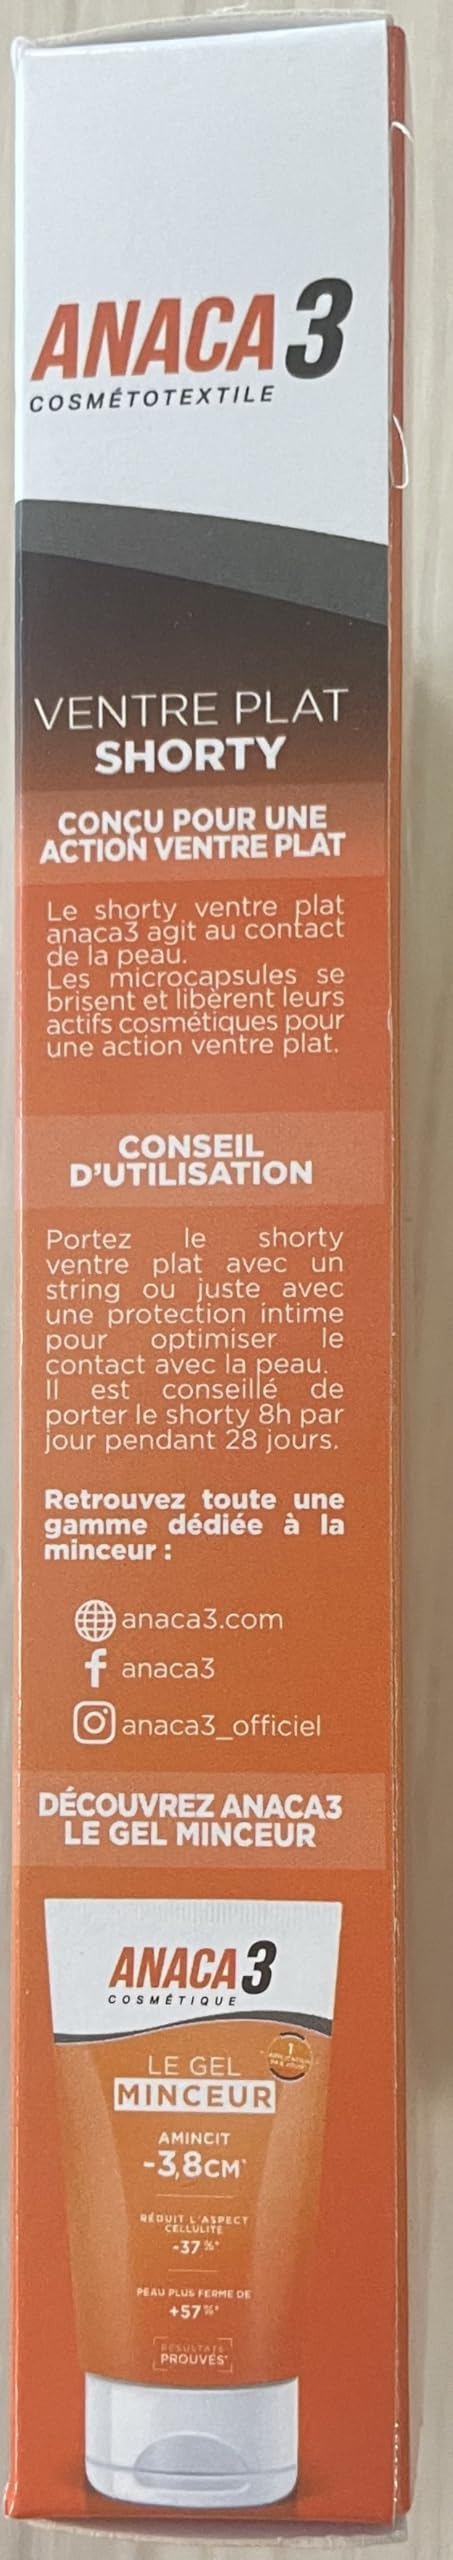 ANACA3
COSMÉTOTEXTILE
VENTRE PLAT
SHORTY
CONÇU POUR UNE
ACTION VENTRE PLAT
Le shorty ventre plat
anaca3 agit au contact
de la peau.
Les microcapsules se
brisent et libèrent leurs
actifs cosmétiques pour
une action ventre plat.
CONSEIL
D'UTILISATION
Portez le shorty
ventre plat avec un
string ou juste avec
une protection intime
pour optimiser le
contact avec la peau.
Il est conseillé de
porter le shorty 8h par
jour pendant 28 jours.
Retrouvez toute une
gamme dédiée à la
minceur :
anaca3.com
anaca3
anaca3_officiel
DÉCOUVREZ ANACA3
LE GEL MINCEUR
ANACA3
COSMÉTIQUE
LE GEL
MINCEUR
1
AMINCIT
-3,8CM*
RÉDUIT L'ASPECT
CELLULITE
-37%*
PEAU PLUS FERME DE
+57%*
RÉSULTATS
PROUVÉS*